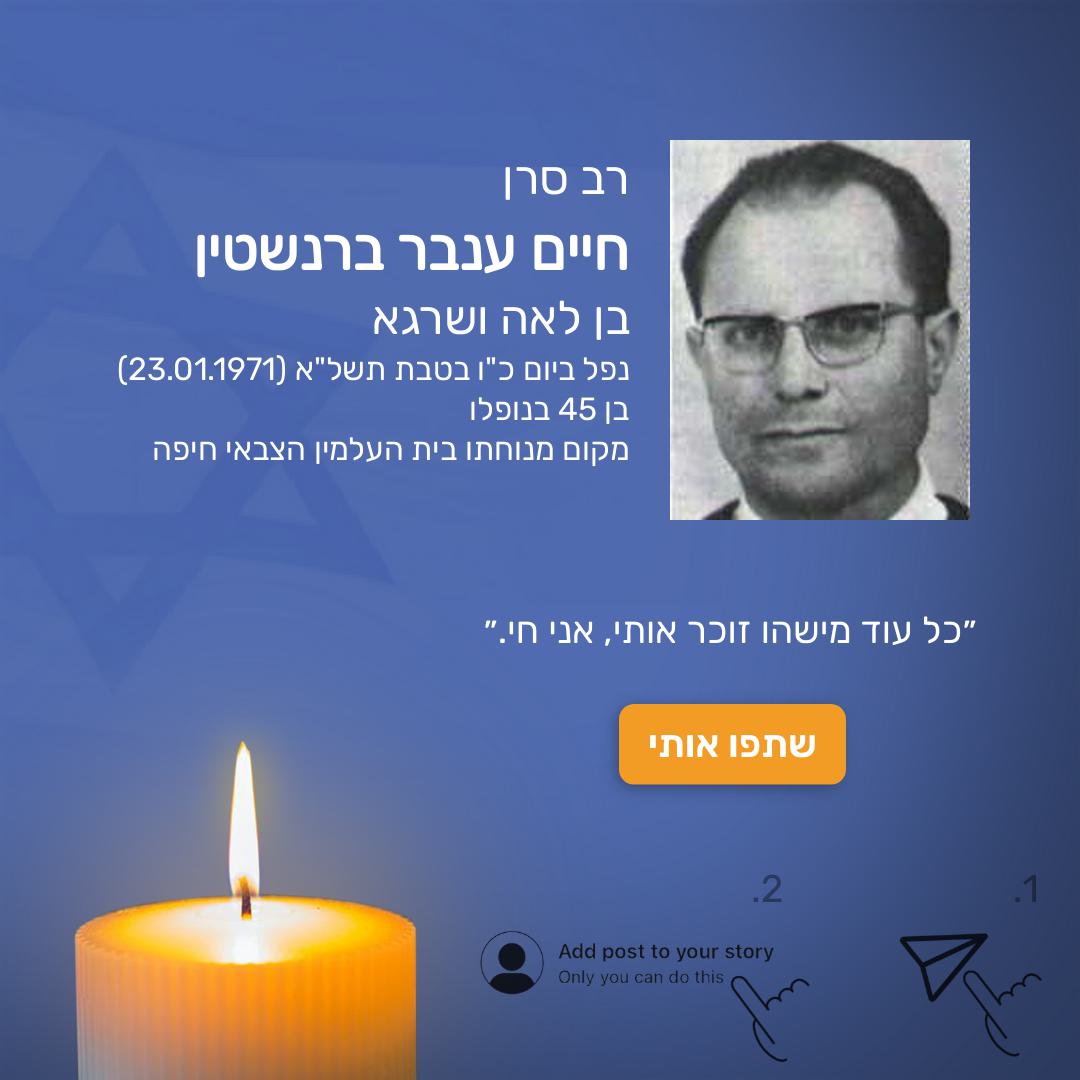 רב סרן
חיים ענבר ברנשטין
בן לאה ושרגא
נפל ביום כ"ו בטבת תשל"א (23.01.1971)
בן 45 בנופלו
מקום מנוחתו בית העלמין הצבאי חיפה
״כל עוד מישהו זוכר אותי, אני חי.״
שתפו אותי
1.
2.
Add post to your story
Only you can do this